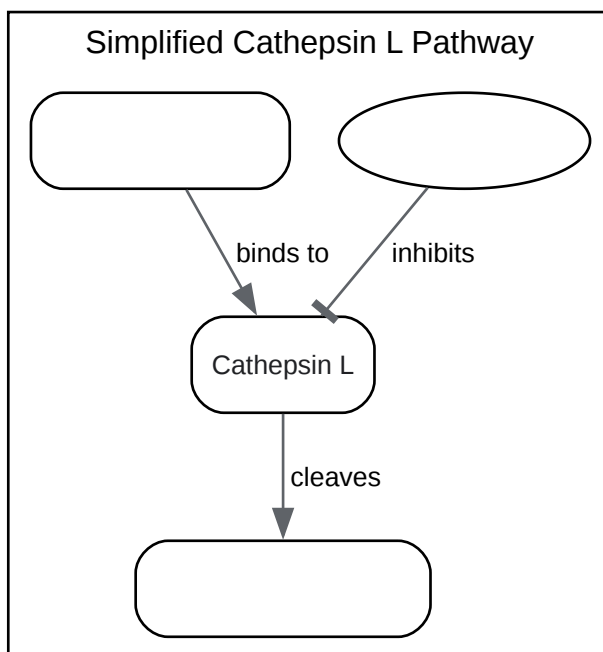 Simplified Cathepsin L Pathway
binds to
inhibits
Cathepsin L
cleaves